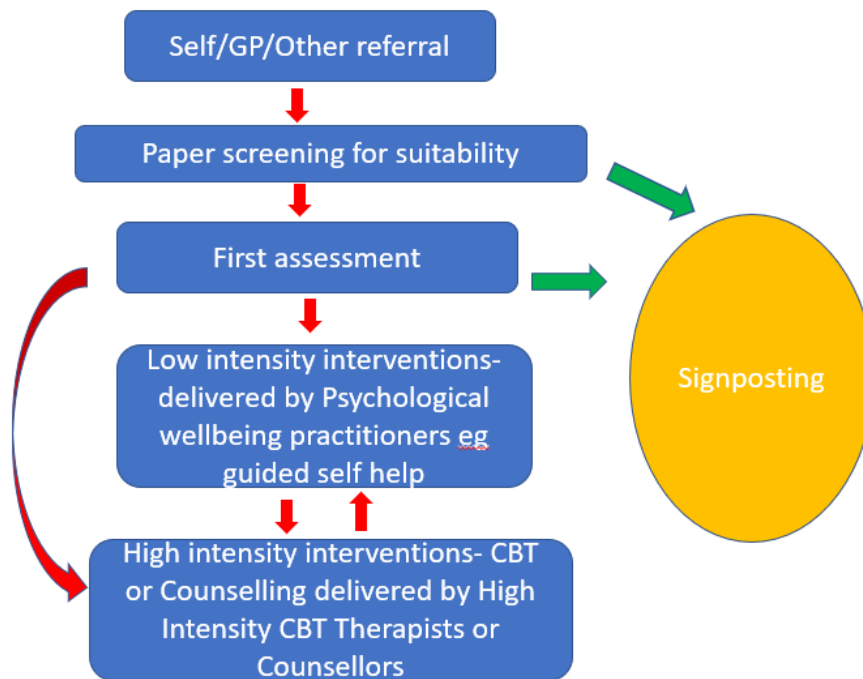 Self/GP/Other referral
Paper screening for suitability
First assessment
Low intensity interventions-
delivered by Psychological
wellbeing practitioners eg
guided self help
High intensity interventions- CBT
or Counselling delivered by High
Intensity CBT Therapists or
Counsellors
Signposting